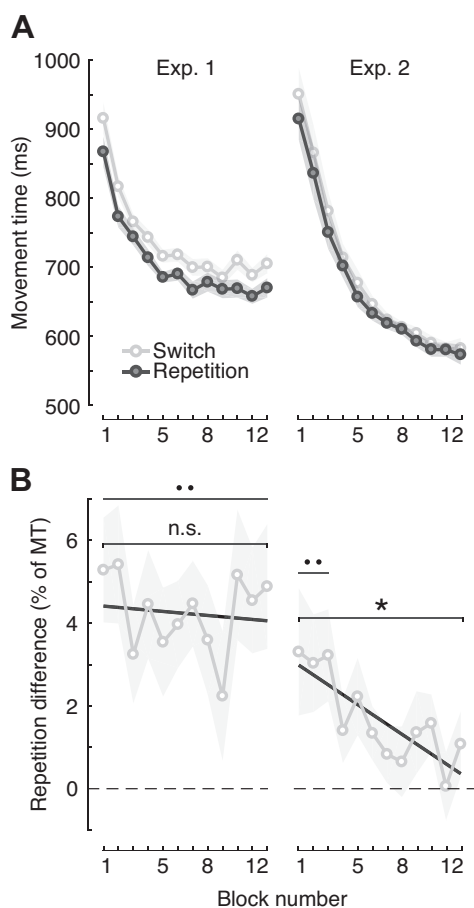 A
Exp. 1 Exp. 2
Movement time (ms)
1000
900
800
700
600
500
Switch
Repetition
1 5 8 12 1 5 8 12
B
Repetition difference (% of MT)
6
4
2
0
••
n.s.
••
*
1 5 8 12 1 5 8 12
Block number